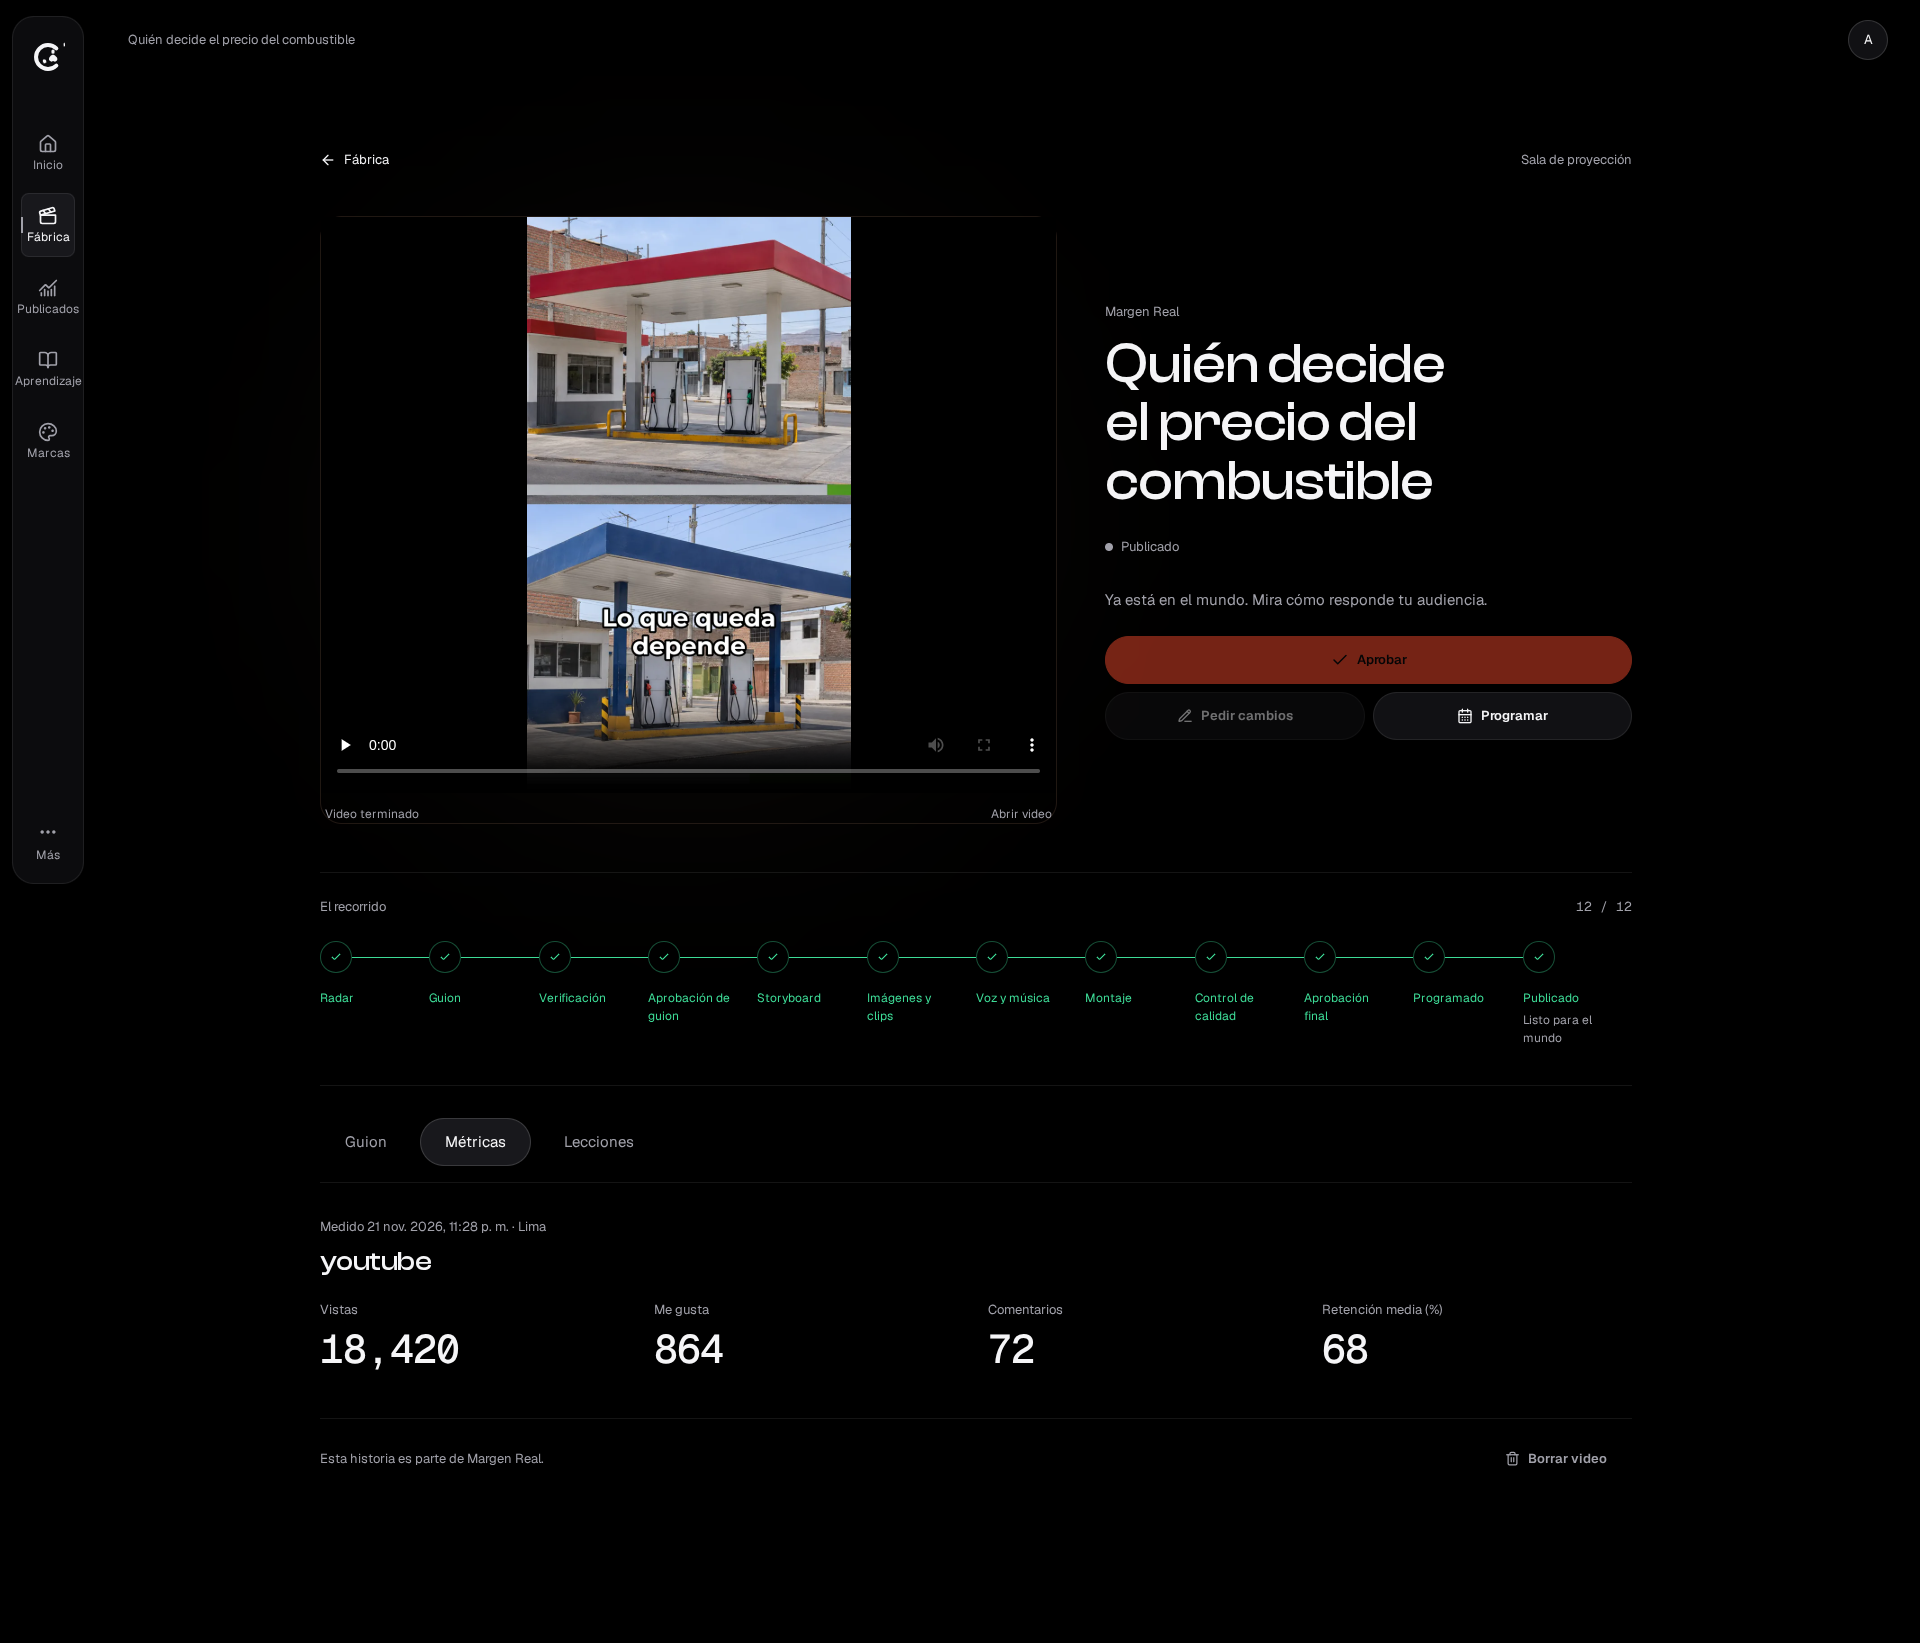 Quién decide el precio del combustible
A
Inicio
Fábrica
Publicados
Aprendizaje
Marcas
Más
Fábrica
Sala de proyección
Lo que queda
depende
0:00
Video terminado
Abrir video
Margen Real
Quién decide
el precio del
combustible
Publicado
Ya está en el mundo. Mira cómo responde tu audiencia.
Aprobar
Pedir cambios
Programar
El recorrido
12 / 12
Radar
Guion
Verificación
Aprobación de
guion
Storyboard
Imágenes y
clips
Voz y música
Montaje
Control de
calidad
Aprobación
final
Programado
Publicado
Listo para el
mundo
Guion
Métricas
Lecciones
Medido 21 nov. 2026, 11:28 p. m. · Lima
youtube
Vistas
18,420
Me gusta
864
Comentarios
72
Retención media (%)
68
Esta historia es parte de Margen Real.
Borrar video